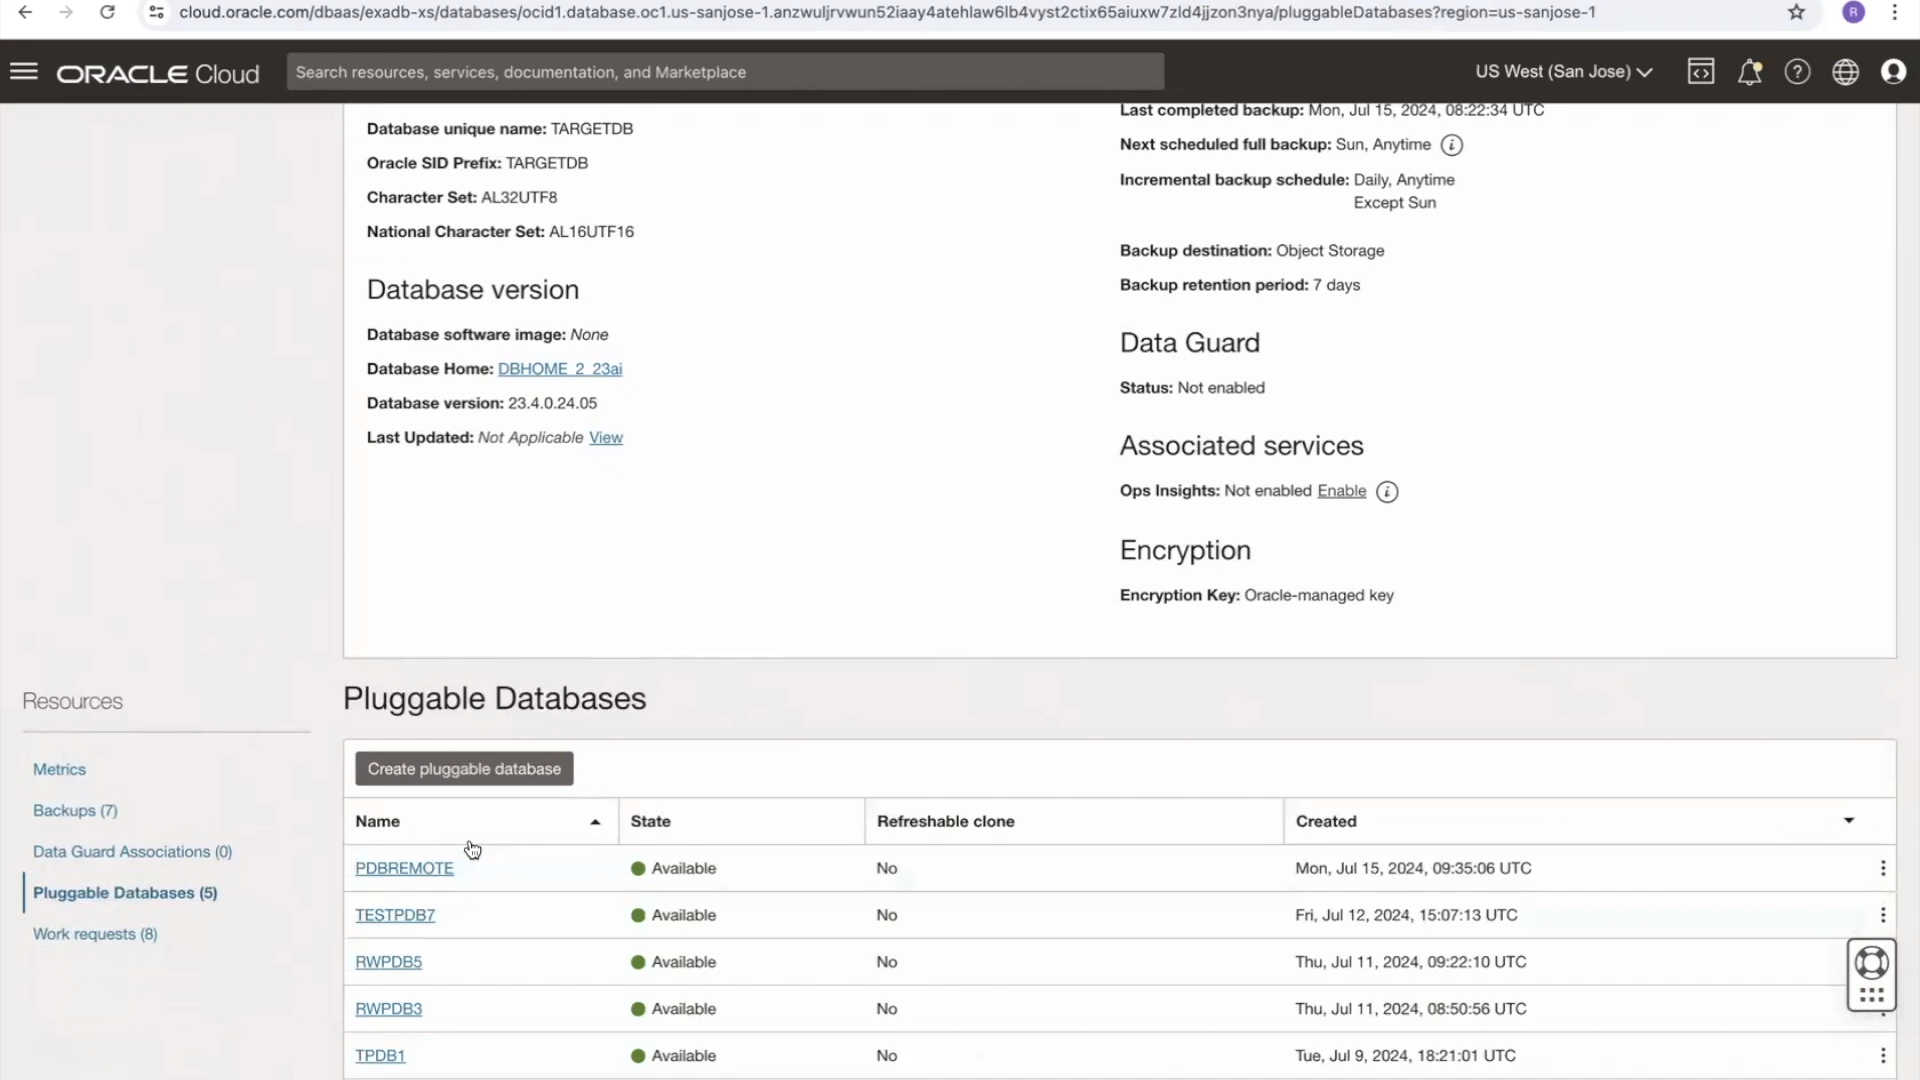 cloud.oracle.com/dbaas/exadb-xs/databases/ocid1.database.oc1.us-sanjose-1.anzwuljrvwun52iaay4atehlaw6lb4vyst2ctix65aiuxw7zld4jjzon3nya/pluggableDatabases?region=us-sanjose-1
R
ORACLE Cloud
Search resources, services, documentation, and Marketplace
US West (San Jose)
Database unique name: TARGETDB
Oracle SID Prefix: TARGETDB
Character Set: AL32UTF8
National Character Set: AL16UTF16
Database version
Database software image: None
Database Home: DBHOME_2_23ai
Database version: 23.4.0.24.05
Last Updated: Not Applicable View
Last completed backup: Mon, Jul 15, 2024, 08:22:34 UTC
Next scheduled full backup: Sun, Anytime
Incremental backup schedule: Daily, Anytime
Except Sun
Backup destination: Object Storage
Backup retention period: 7 days
Data Guard
Status: Not enabled
Associated services
Ops Insights: Not enabled Enable
Encryption
Encryption Key: Oracle-managed key
Resources
Metrics
Backups (7)
Data Guard Associations (0)
Pluggable Databases (5)
Work requests (8)
Pluggable Databases
Create pluggable database
Name State Refreshable clone Created
PDBREMOTE Available No Mon, Jul 15, 2024, 09:35:06 UTC
TESTPDB7 Available No Fri, Jul 12, 2024, 15:07:13 UTC
RWPDB5 Available No Thu, Jul 11, 2024, 09:22:10 UTC
RWPDB3 Available No Thu, Jul 11, 2024, 08:50:56 UTC
TPDB1 Available No Tue, Jul 9, 2024, 18:21:01 UTC